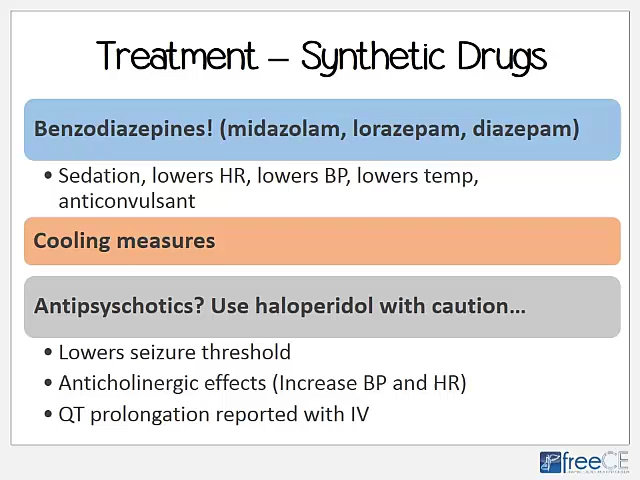 Treatment – Synthetic Drugs
Benzodiazepines! (midazolam, lorazepam, diazepam)
• Sedation, lowers HR, lowers BP, lowers temp,
anticonvulsant
Cooling measures
Antipsyschotics? Use haloperidol with caution…
• Lowers seizure threshold
• Anticholinergic effects (Increase BP and HR)
• QT prolongation reported with IV
freeCE